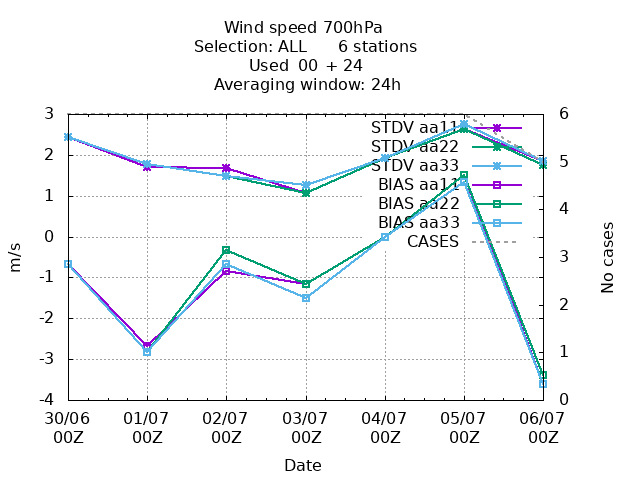 Wind speed 700hPa
Selection: ALL 6 stations
Used 00 + 24
Averaging window: 24h
STDV aa11
STDV aa22
STDV aa33
BIAS aa11
BIAS aa22
BIAS aa33
CASES
3
2
1
0
-1
-2
-3
-4
m/s
6
5
4
3
2
1
0
No cases
30/06 01/07 02/07 03/07 04/07 05/07 06/07
00Z 00Z 00Z 00Z 00Z 00Z 00Z
Date